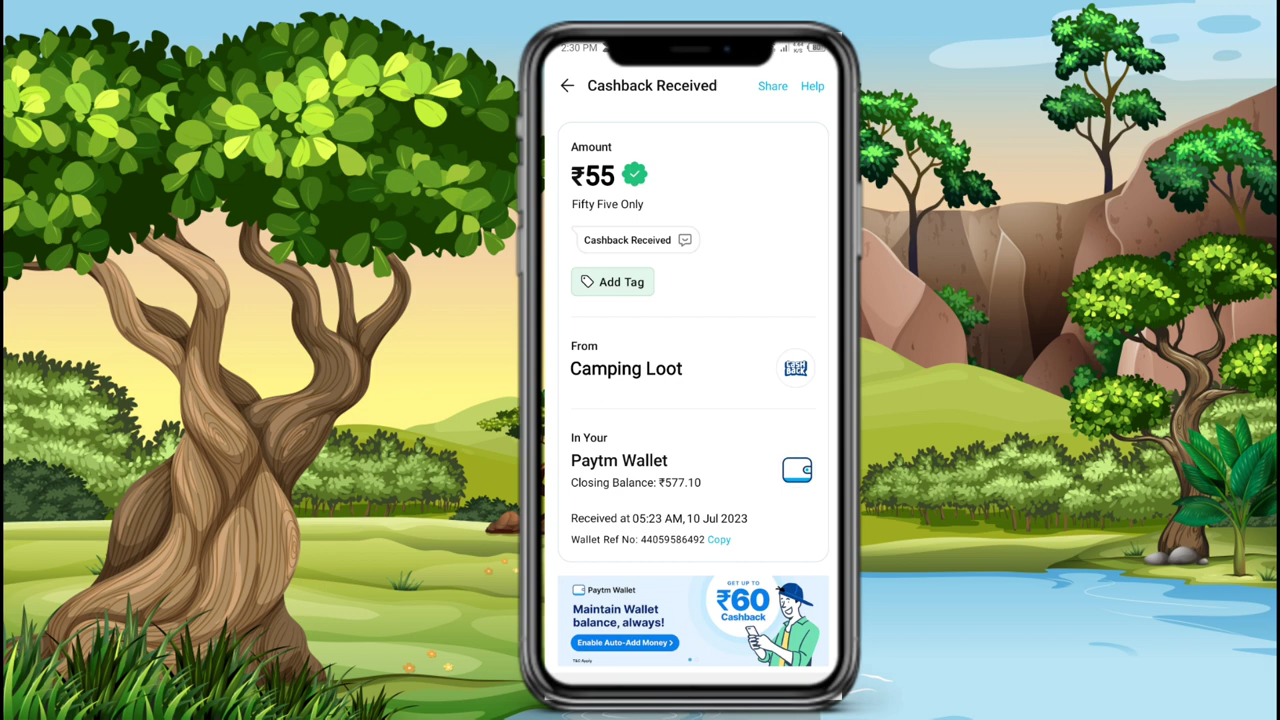 2:30 PM
Cashback Received
Share
Help
Amount
₹55
Fifty Five Only
Cashback Received
Add Tag
From
Camping Loot
CASH BACK
In Your
Paytm Wallet
Closing Balance: ₹577.10
Received at 05:23 AM, 10 Jul 2023
Wallet Ref No: 44059586492 Copy
Paytm Wallet
Maintain Wallet
balance, always!
Enable Auto-Add Money >
T&C Apply
GET UP TO
₹60
Cashback